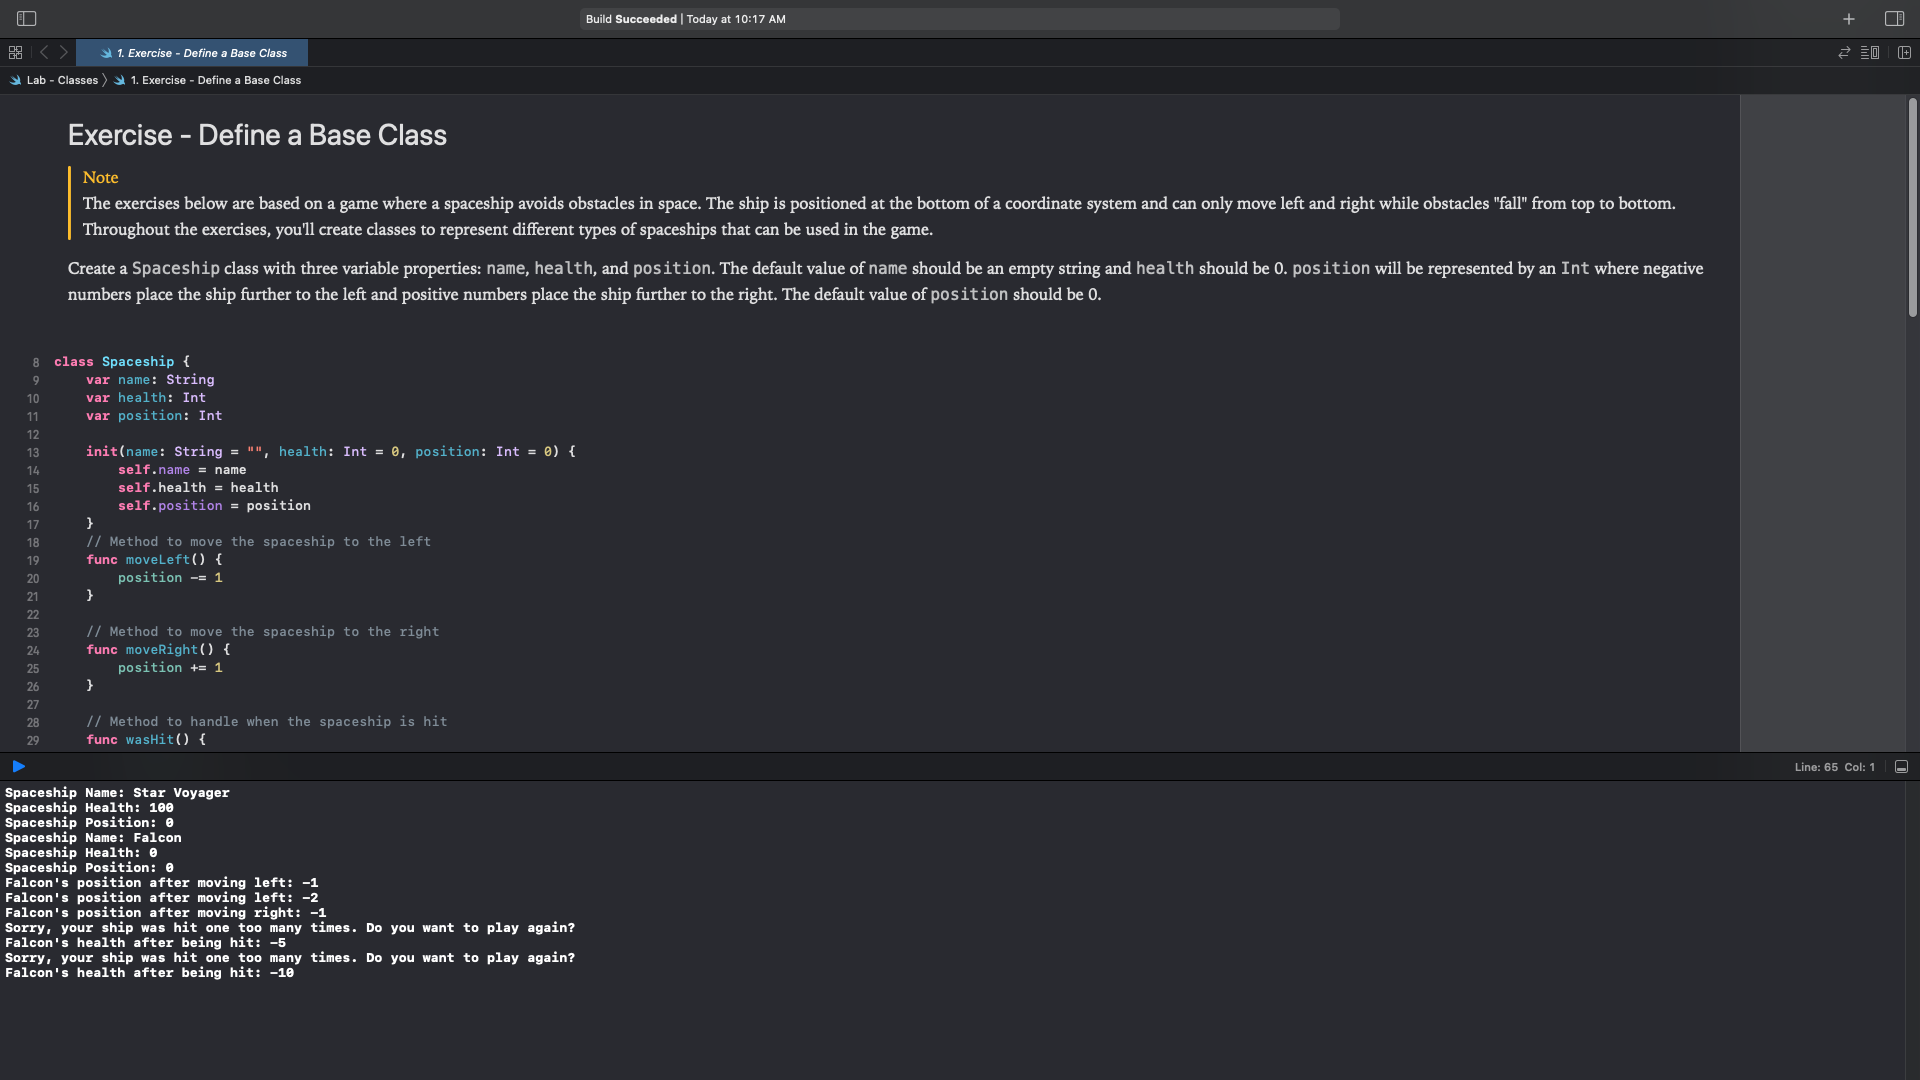 Build Succeeded | Today at 10:17 AM
1. Exercise - Define a Base Class
Lab - Classes 〉 1. Exercise - Define a Base Class
Exercise - Define a Base Class
Note
The exercises below are based on a game where a spaceship avoids obstacles in space. The ship is positioned at the bottom of a coordinate system and can only move left and right while obstacles "fall" from top to bottom.
Throughout the exercises, you'll create classes to represent different types of spaceships that can be used in the game.
Create a Spaceship class with three variable properties: name, health, and position. The default value of name should be an empty string and health should be 0. position will be represented by an Int where negative
numbers place the ship further to the left and positive numbers place the ship further to the right. The default value of position should be 0.
8 class Spaceship {
9     var name: String
10     var health: Int
11     var position: Int
12
13     init(name: String = "", health: Int = 0, position: Int = 0) {
14         self.name = name
15         self.health = health
16         self.position = position
17     }
18     // Method to move the spaceship to the left
19     func moveLeft() {
20         position -= 1
21     }
22
23     // Method to move the spaceship to the right
24     func moveRight() {
25         position += 1
26     }
27
28     // Method to handle when the spaceship is hit
29     func wasHit() {
Line: 65 Col: 1
Spaceship Name: Star Voyager
Spaceship Health: 100
Spaceship Position: 0
Spaceship Name: Falcon
Spaceship Health: 0
Spaceship Position: 0
Falcon's position after moving left: -1
Falcon's position after moving left: -2
Falcon's position after moving right: -1
Sorry, your ship was hit one too many times. Do you want to play again?
Falcon's health after being hit: -5
Sorry, your ship was hit one too many times. Do you want to play again?
Falcon's health after being hit: -10